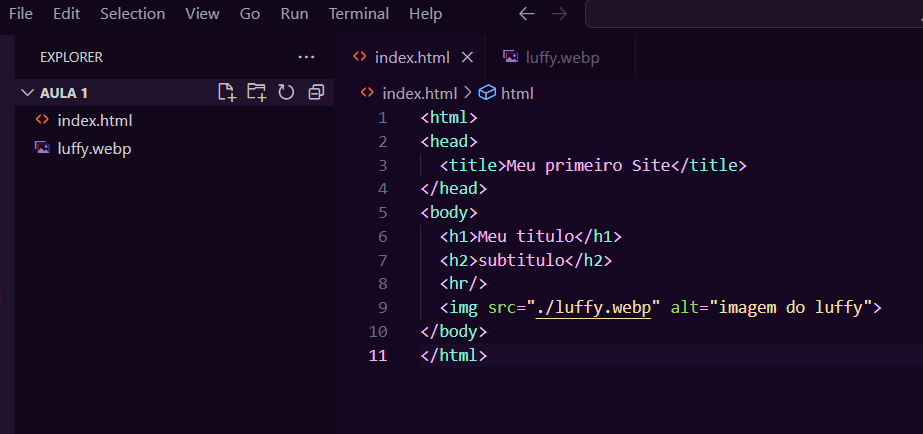 File Edit Selection View Go Run Terminal Help
EXPLORER
AULA 1
index.html
luffy.webp
index.html luffy.webp
index.html > html
1 <html>
2 <head>
3 <title>Meu primeiro Site</title>
4 </head>
5 <body>
6 <h1>Meu titulo</h1>
7 <h2>subtitulo</h2>
8 <hr/>
9 <img src="./luffy.webp" alt="imagem do luffy">
10 </body>
11 </html>